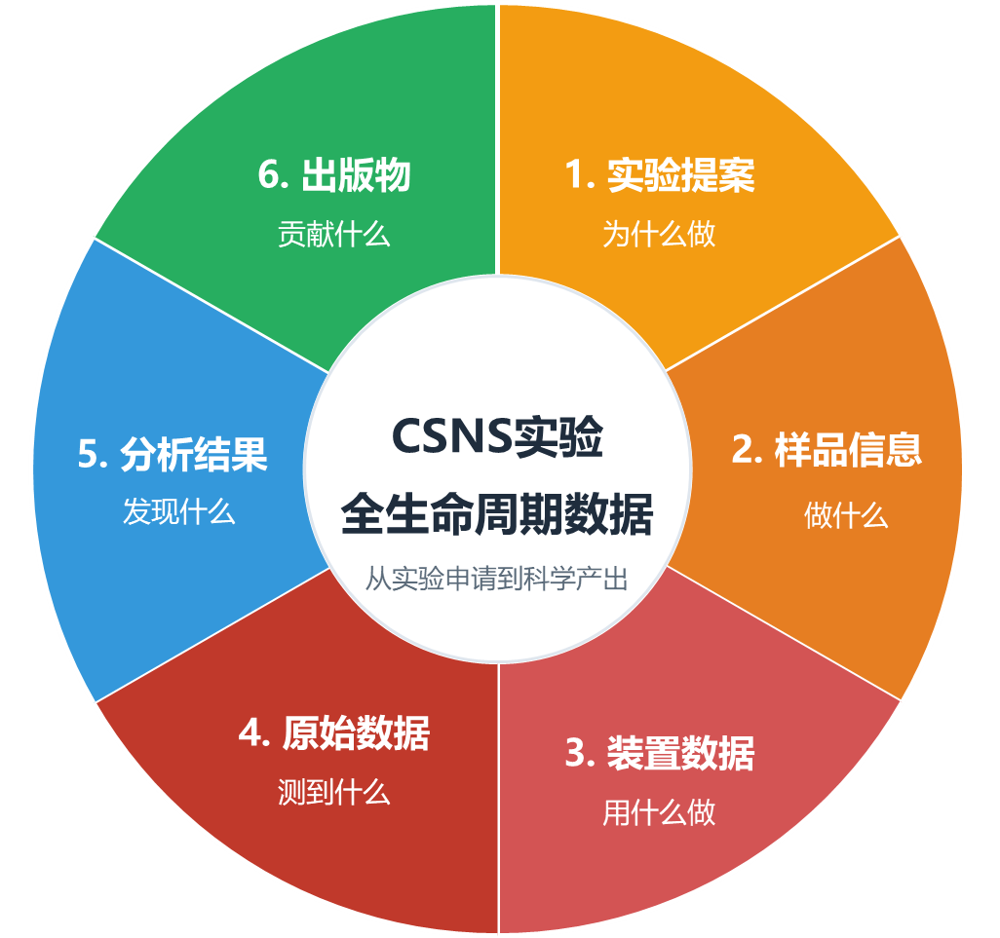 CSNS实验
全生命周期数据
从实验申请到科学产出
1. 实验提案
为什么做
2. 样品信息
做什么
3. 装置数据
用什么做
4. 原始数据
测到什么
5. 分析结果
发现什么
6. 出版物
贡献什么